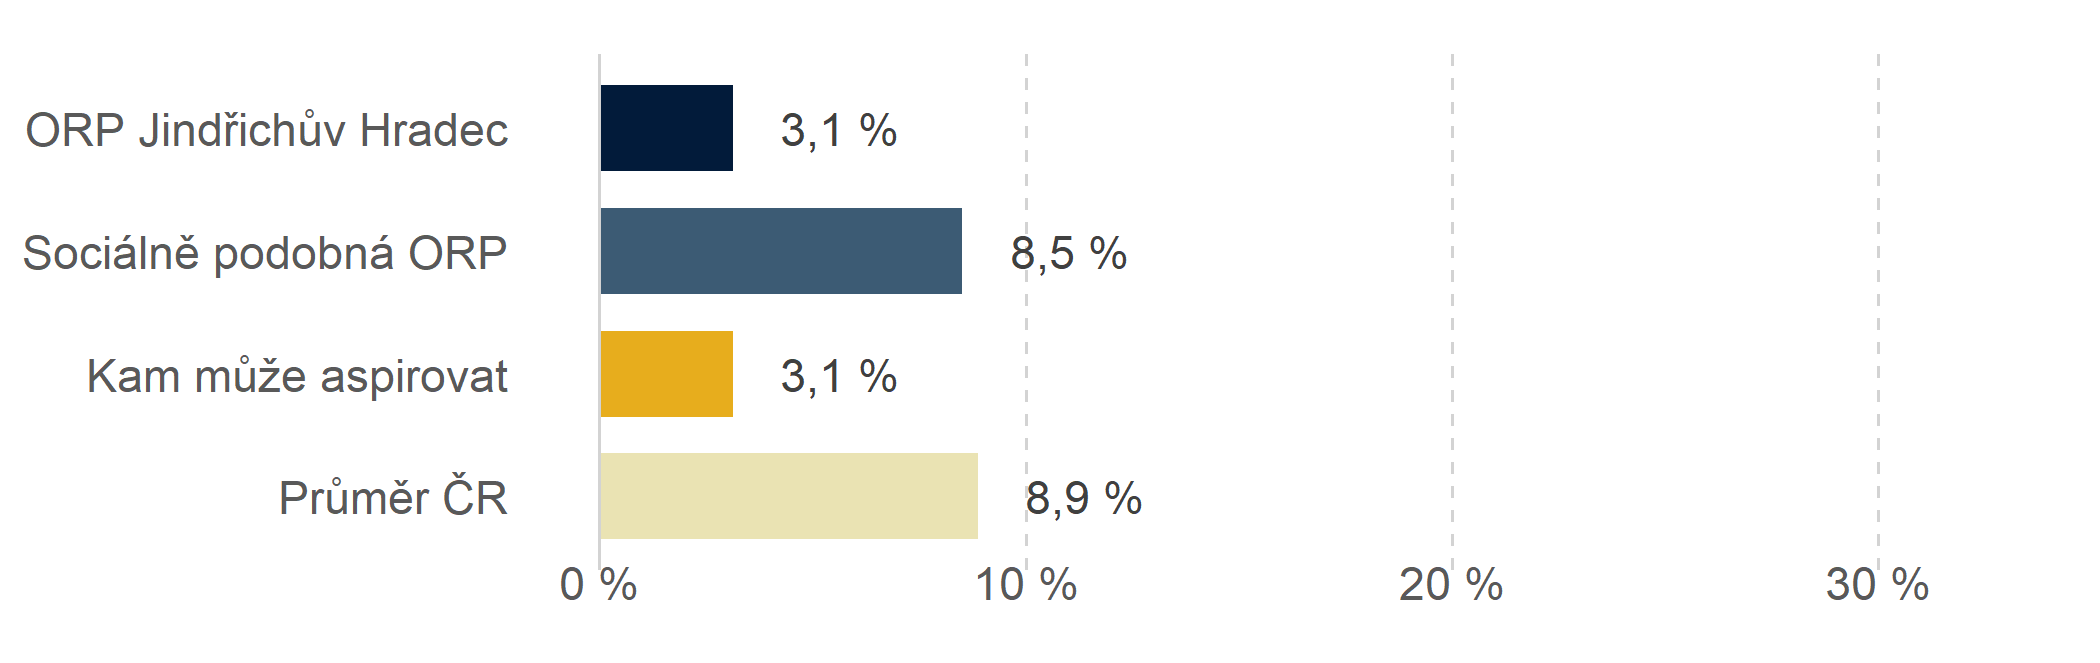 ORP Jindřichův Hradec 3,1 %
Sociálně podobná ORP 8,5 %
Kam může aspirovat 3,1 %
Průměr ČR 8,9 %
0 % 10 % 20 % 30 %